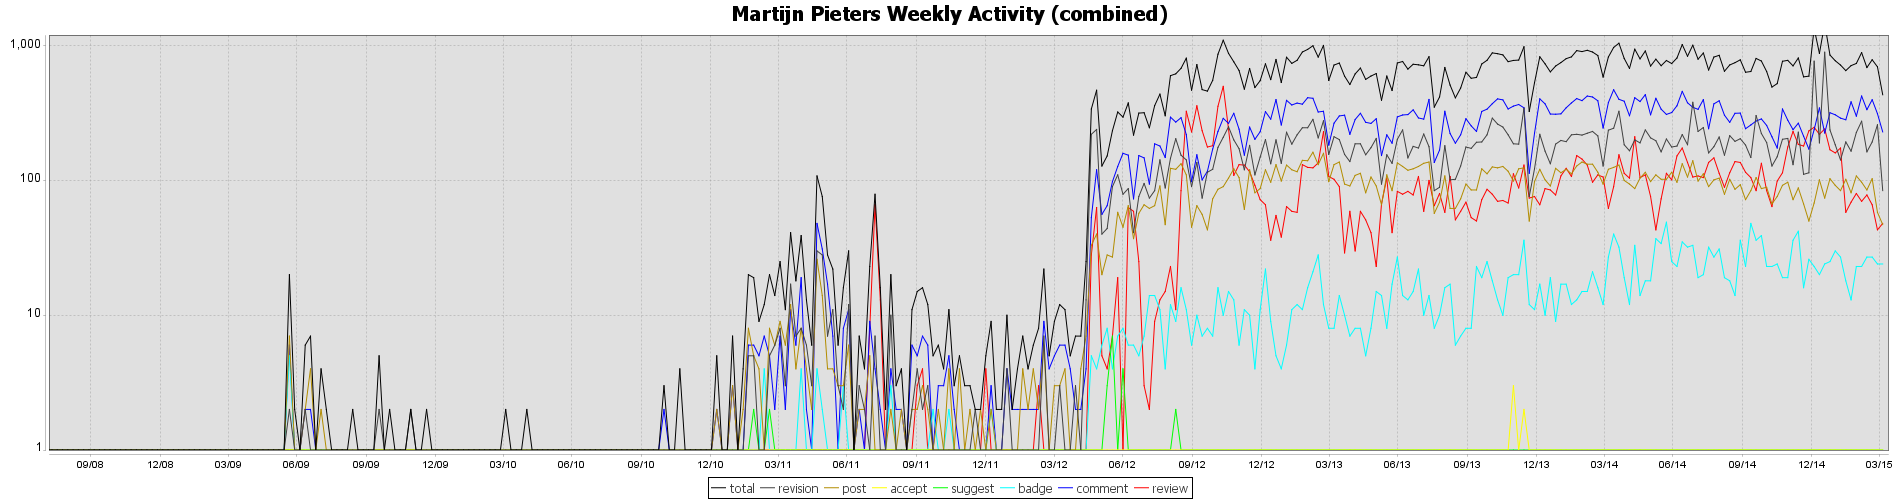 Martijn Pieters Weekly Activity (combined)
1,000
100
10
1
09/08 12/08 03/09 06/09 09/09 12/09 03/10 06/10 09/10 12/10 03/11 06/11 09/11 12/11 03/12 06/12 09/12 12/12 03/13 06/13 09/13 12/13 03/14 06/14 09/14 12/14 03/15
total revision post accept suggest badge comment review